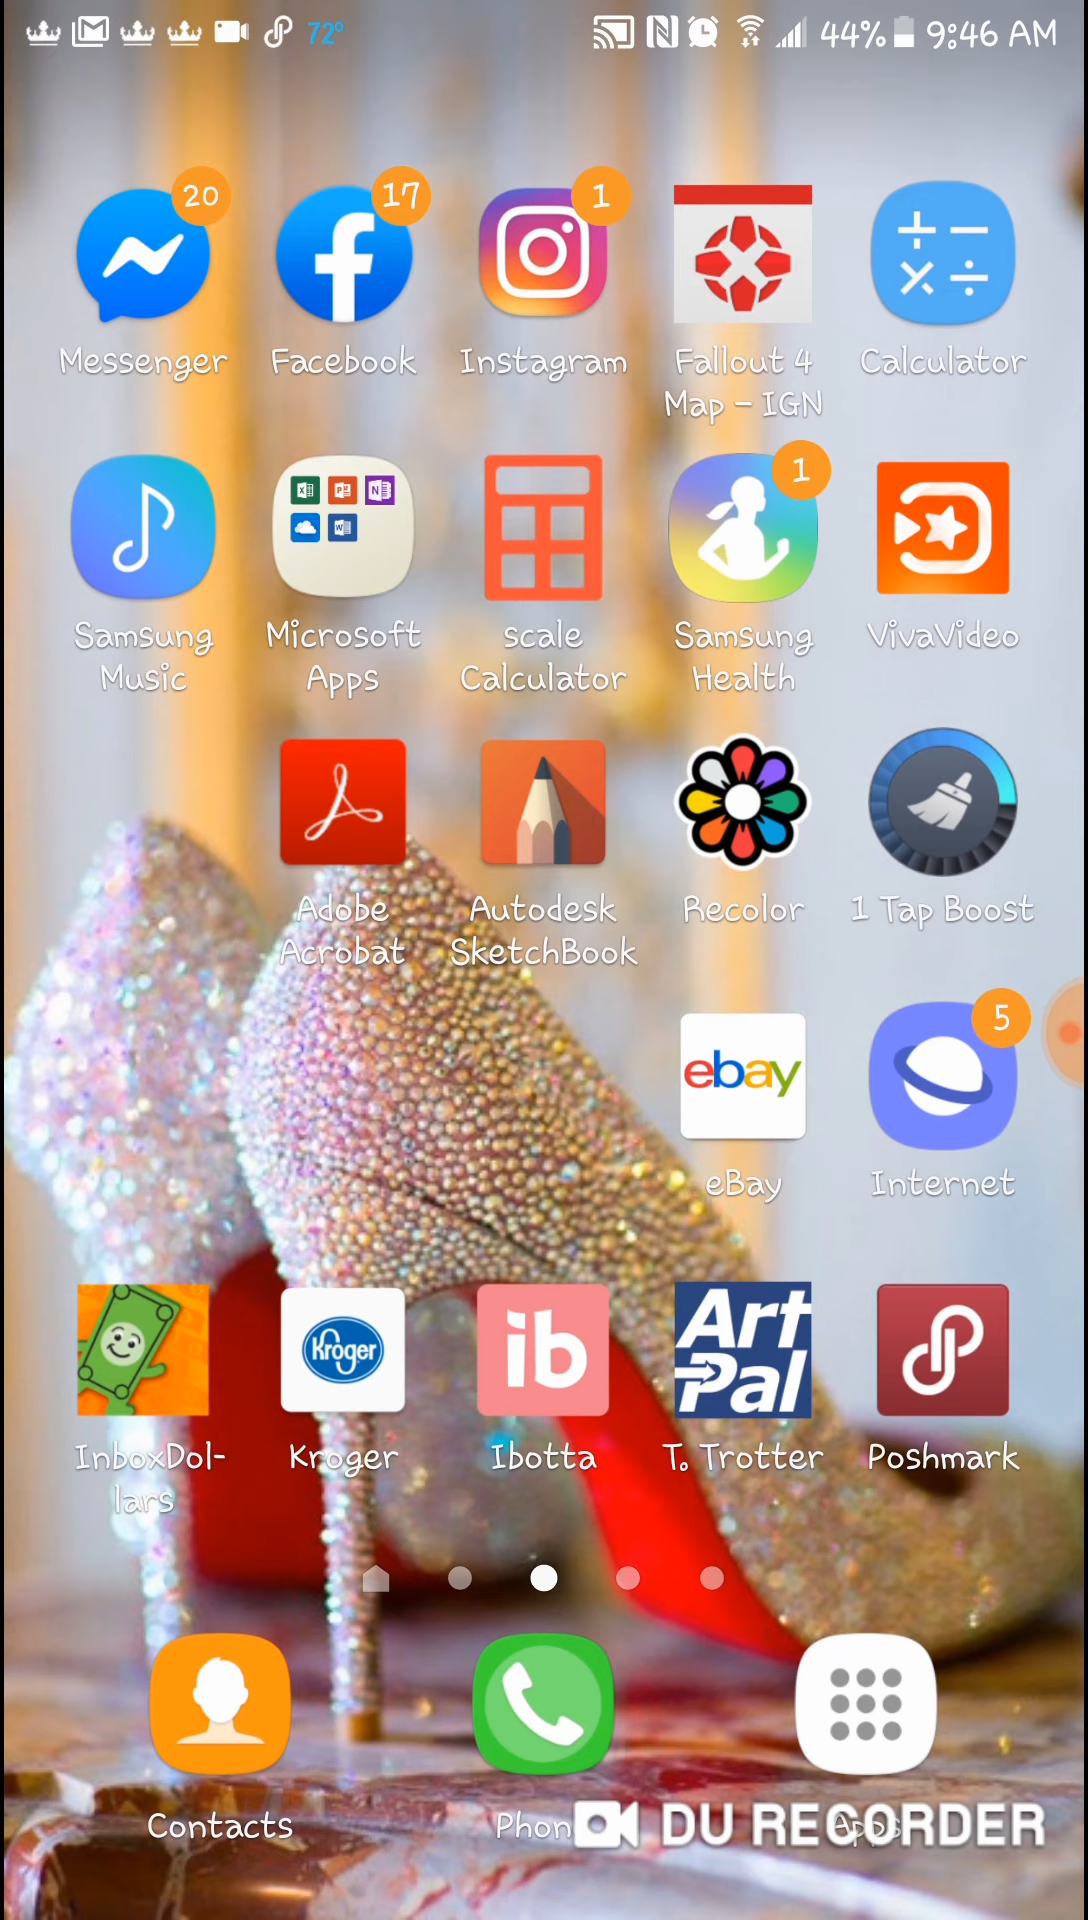 72° 44% 9:46 AM
20 17 1
Messenger Facebook Instagram Fallout 4 Calculator
Map - IGN
1
Samsung Microsoft scale Samsung VivaVideo
Music Apps Calculator Health
Adobe Autodesk Recolor 1 Tap Boost
Acrobat SketchBook
5
ebay
eBay Internet
Kroger ib Art
Pal
InboxDol- Kroger Ibotta T. Trotter Poshmark
lars
Contacts Phon Apps
DU RECORDER